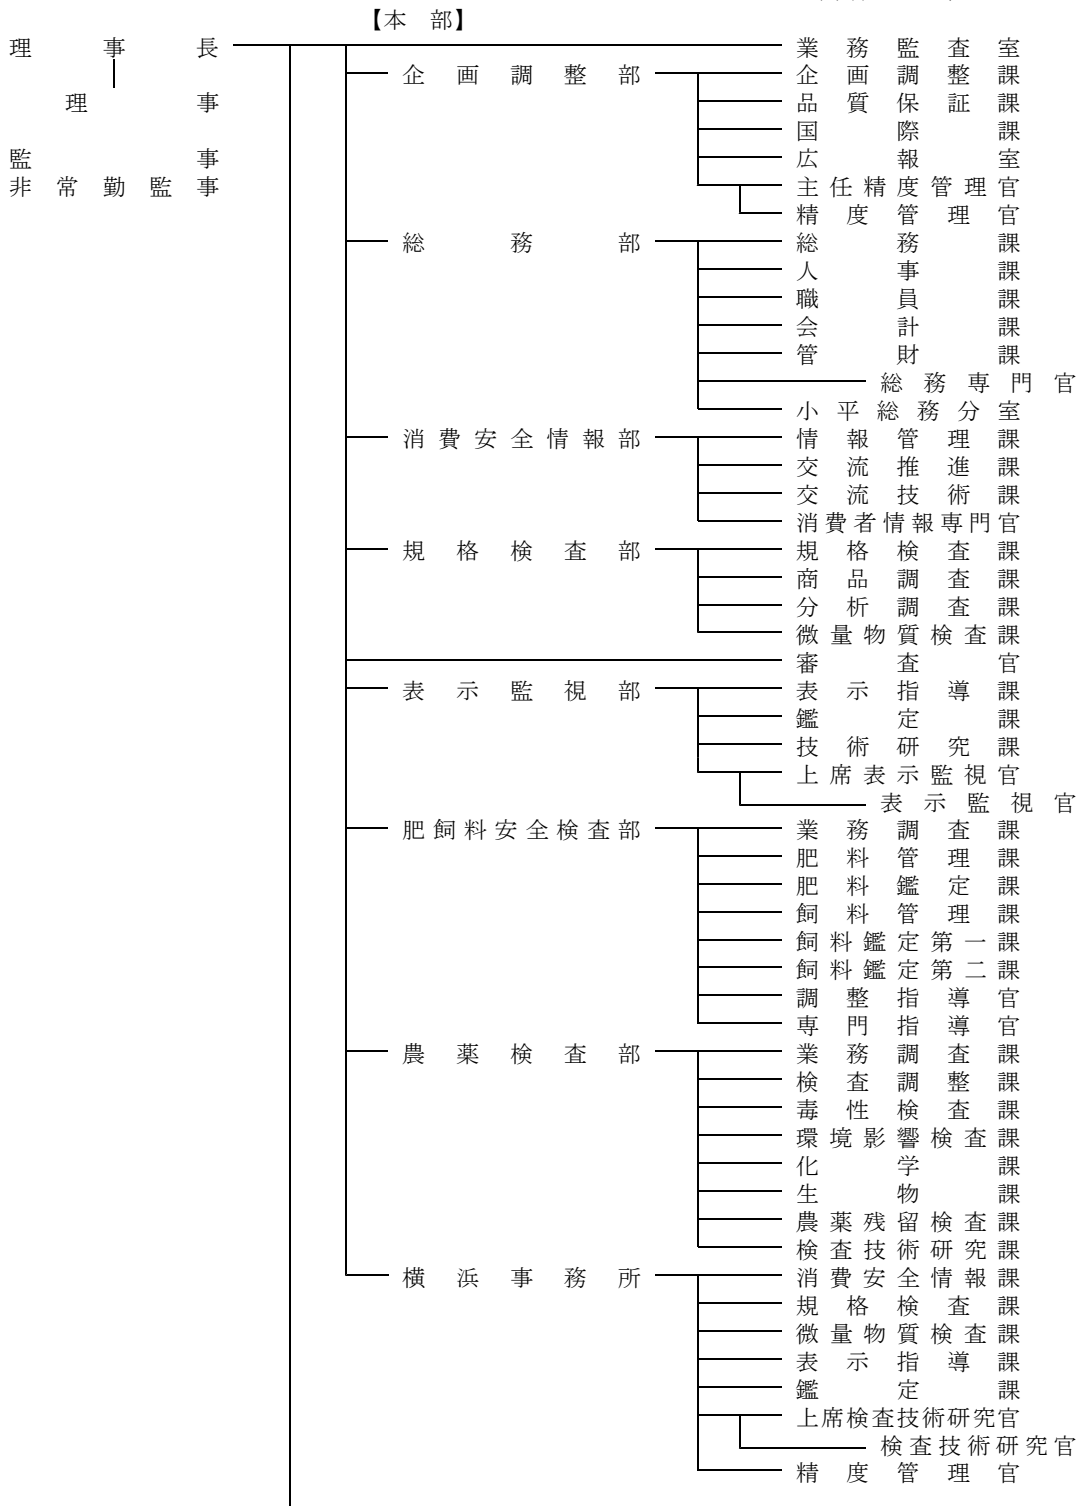 【本　部】
理事長　業務監査室
企画調整部　企画調整課
理事　品質保証課
国際課
監事　広報室
非常勤監事　主任精度管理官
精度管理官
総務部　総務課
人事課
職員課
会計課
管財課
総務専門官
小平総務分室
消費安全情報部　情報管理課
交流推進課
交流技術課
消費者情報専門官
規格検査部　規格検査課
商品調査課
分析調査課
微量物質検査課
審査官
表示監視部　表示指導課
鑑定課
技術研究課
上席表示監視官
表示監視官
肥飼料安全検査部　業務調査課
肥料管理課
肥料鑑定課
飼料管理課
飼料鑑定第一課
飼料鑑定第二課
調整指導官
専門指導官
農薬検査部　業務調査課
検査調整課
毒性検査課
環境影響検査課
化学課
生物課
農薬残留検査課
検査技術研究課
横浜事務所　消費安全情報課
規格検査課
微量物質検査課
表示指導課
鑑定課
上席検査技術研究官
検査技術研究官
精度管理官